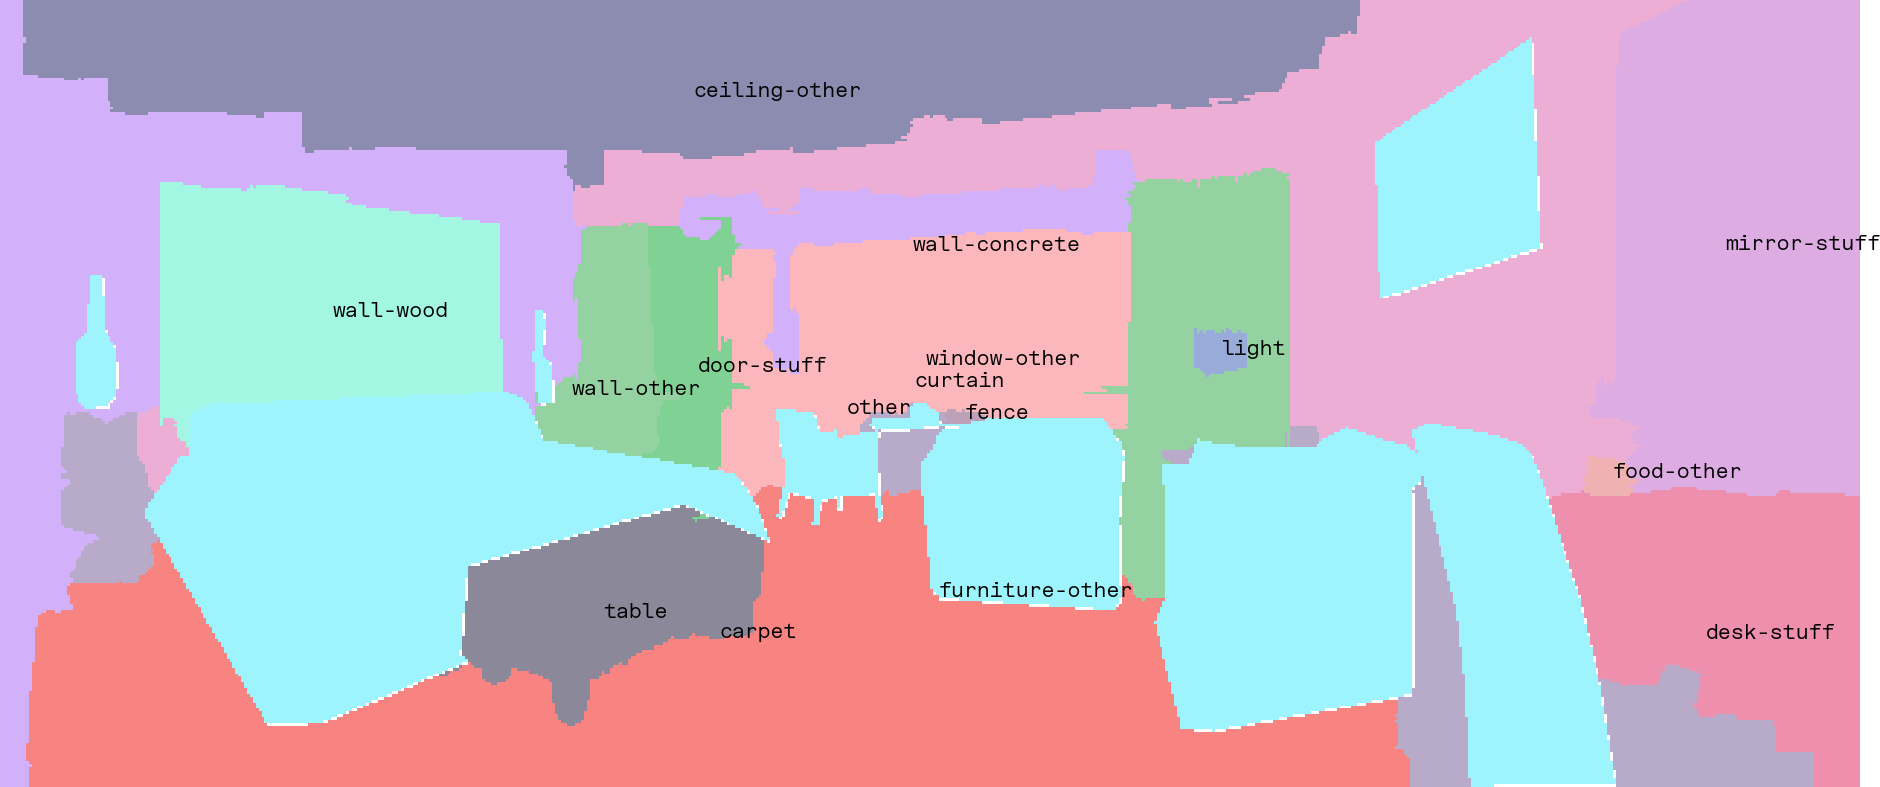 ceiling-other
wall-concrete
mirror-stuff
wall-wood
light
window-other
door-stuff
curtain
wall-other
other
fence
food-other
furniture-other
table
carpet
desk-stuff